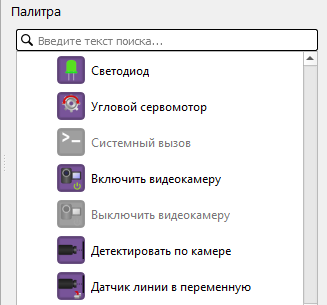 Палитра
Введите текст поиска...
Светодиод
Угловой сервомотор
Системный вызов
Включить видеокамеру
Выключить видеокамеру
Детектировать по камере
Датчик линии в переменную